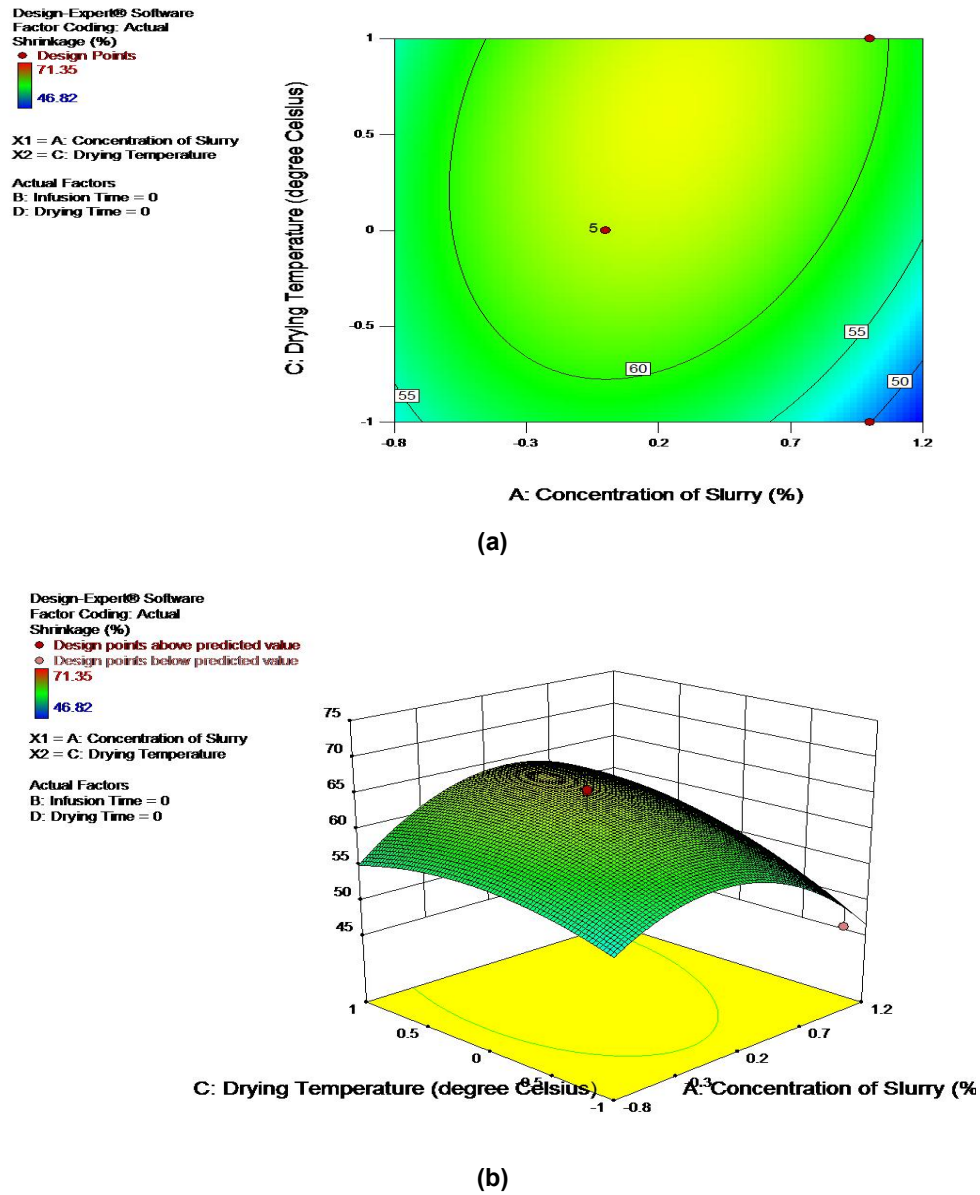 Design-Expert® Software
Factor Coding: Actual
Shrinkage (%)
Design Points
71.35
46.82
X1 = A: Concentration of Slurry
X2 = C: Drying Temperature
Actual Factors
B: Infusion Time = 0
D: Drying Time = 0
C: Drying Temperature (degree Celsius)
1
0.5
0
-0.5
-1
5
60
55
55
50
-0.8
-0.3
0.2
0.7
1.2
A: Concentration of Slurry (%)
(a)
Design-Expert® Software
Factor Coding: Actual
Shrinkage (%)
Design points above predicted value
Design points below predicted value
71.35
46.82
X1 = A: Concentration of Slurry
X2 = C: Drying Temperature
Actual Factors
B: Infusion Time = 0
D: Drying Time = 0
75
70
65
60
55
50
45
1
0.5
0
-0.5
-1
-0.8
-0.3
0.2
0.7
1.2
C: Drying Temperature (degree Celsius)
A: Concentration of Slurry (%
(b)